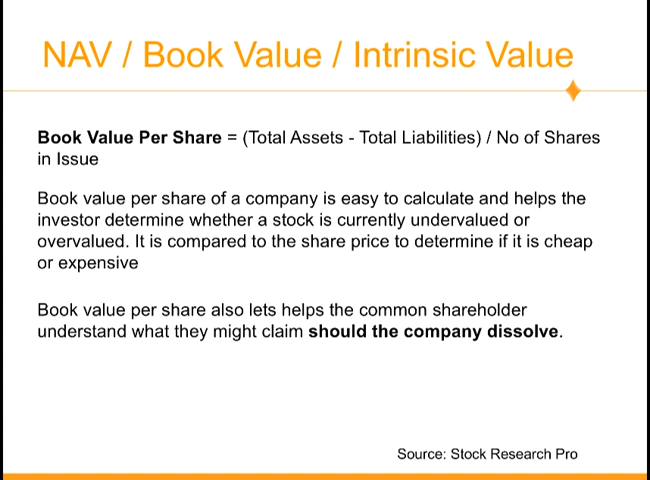 NAV / Book Value / Intrinsic Value
Book Value Per Share = (Total Assets - Total Liabilities) / No of Shares
in Issue
Book value per share of a company is easy to calculate and helps the
investor determine whether a stock is currently undervalued or
overvalued. It is compared to the share price to determine if it is cheap
or expensive
Book value per share also lets helps the common shareholder
understand what they might claim should the company dissolve.
Source: Stock Research Pro